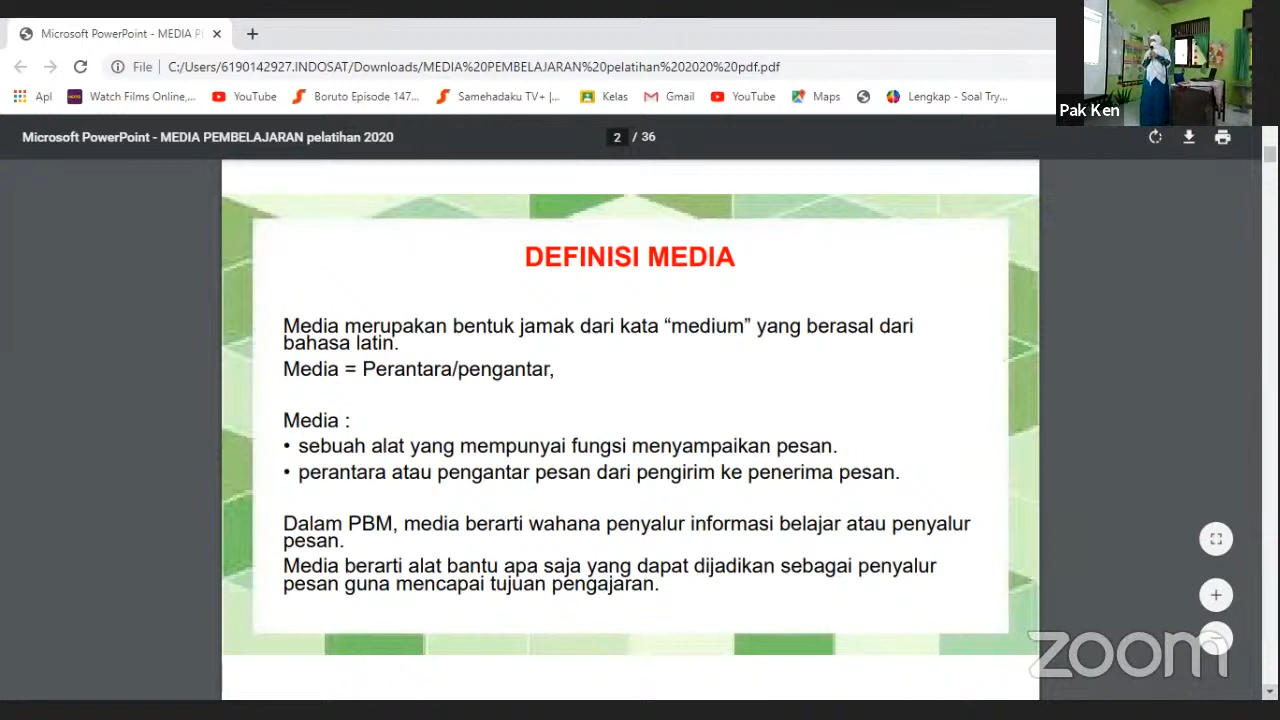 Microsoft PowerPoint - MEDIA P
File C:/Users/6190142927.INDOSAT/Downloads/MEDIA%20PEMBELAJARAN%20pelatihan%202020%20pdf.pdf
Apl Watch Films Online,... YouTube Boruto Episode 147... Samehadaku TV+ |... Kelas Gmail YouTube Maps Lengkap - Soal Try...
Pak Ken
Microsoft PowerPoint - MEDIA PEMBELAJARAN pelatihan 2020 2 / 36
DEFINISI MEDIA
Media merupakan bentuk jamak dari kata “medium” yang berasal dari
bahasa latin.
Media = Perantara/pengantar,
Media :
• sebuah alat yang mempunyai fungsi menyampaikan pesan.
• perantara atau pengantar pesan dari pengirim ke penerima pesan.
Dalam PBM, media berarti wahana penyalur informasi belajar atau penyalur
pesan.
Media berarti alat bantu apa saja yang dapat dijadikan sebagai penyalur
pesan guna mencapai tujuan pengajaran.
zoom